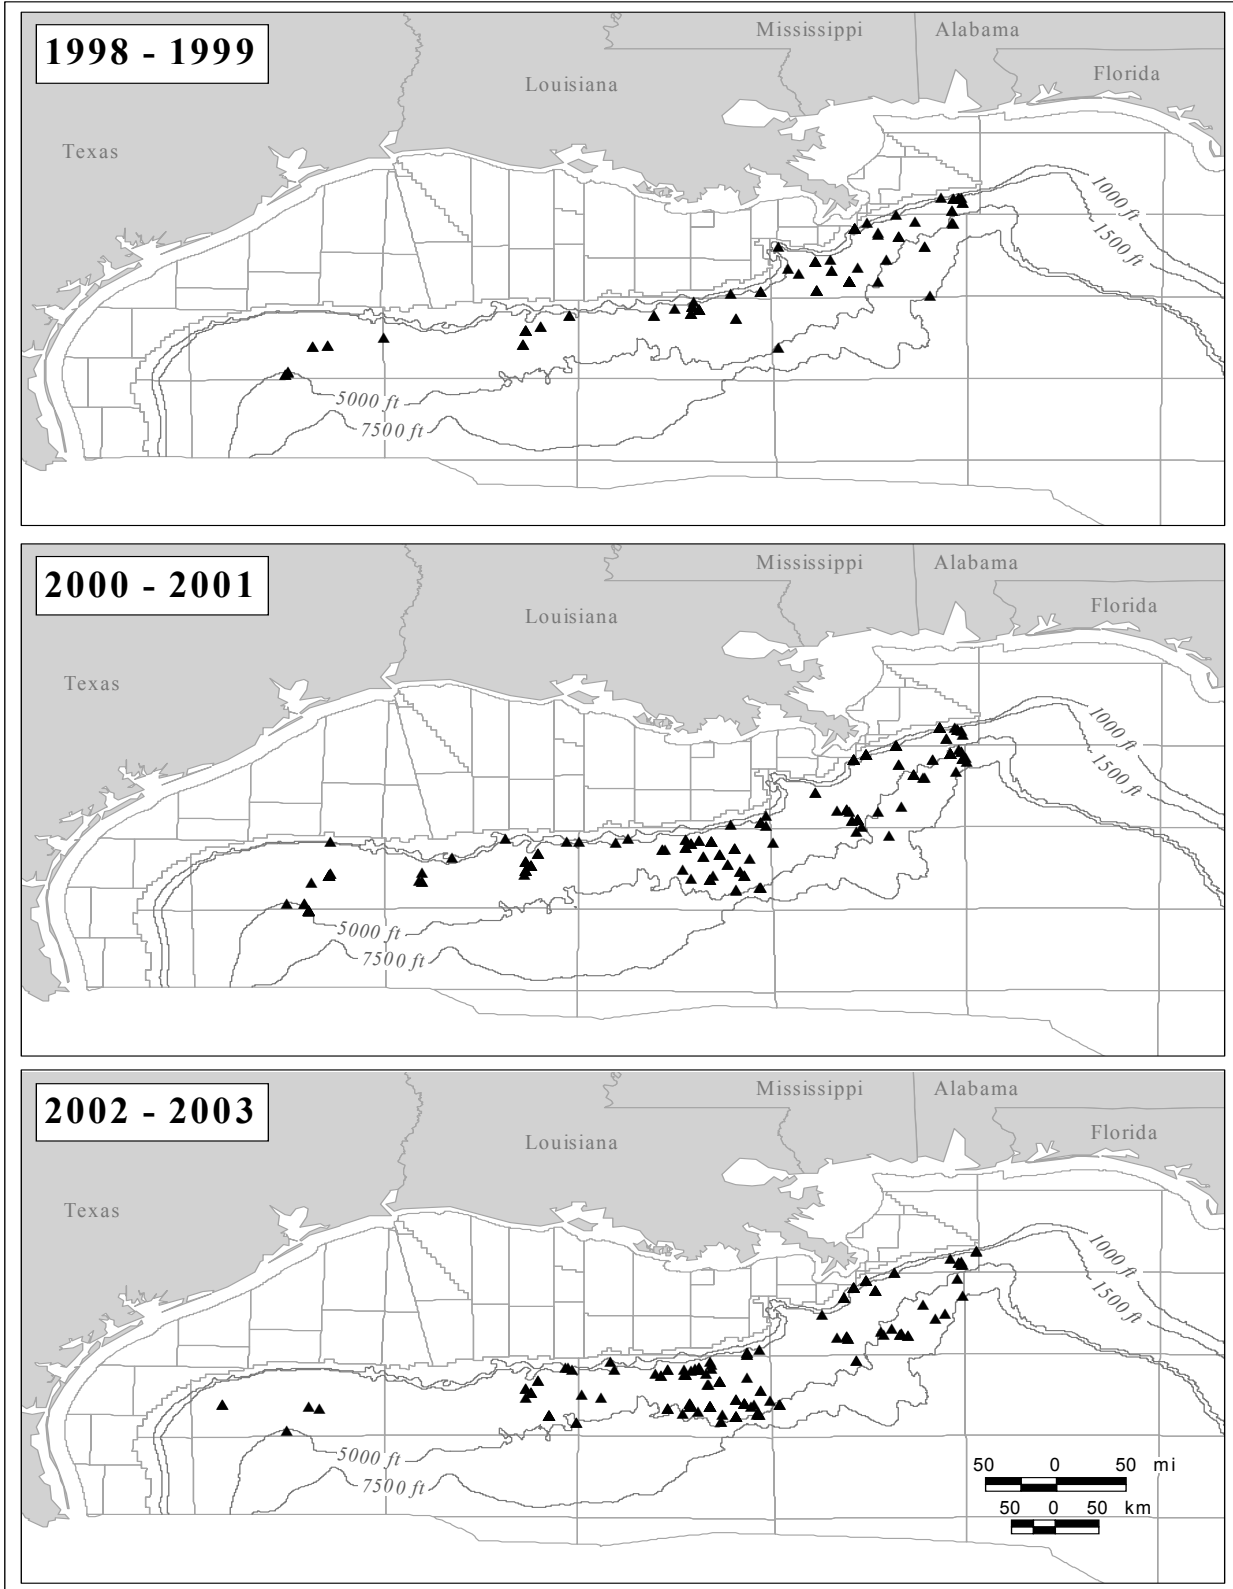 1998 - 1999
Mississippi
Alabama
Florida
Louisiana
Texas
1000 ft
1500 ft
5000 ft
7500 ft
2000 - 2001
Mississippi
Alabama
Florida
Louisiana
Texas
1000 ft
1500 ft
5000 ft
7500 ft
2002 - 2003
Mississippi
Alabama
Florida
Louisiana
Texas
1000 ft
1500 ft
5000 ft
7500 ft
50 0 50 mi
50 0 50 km